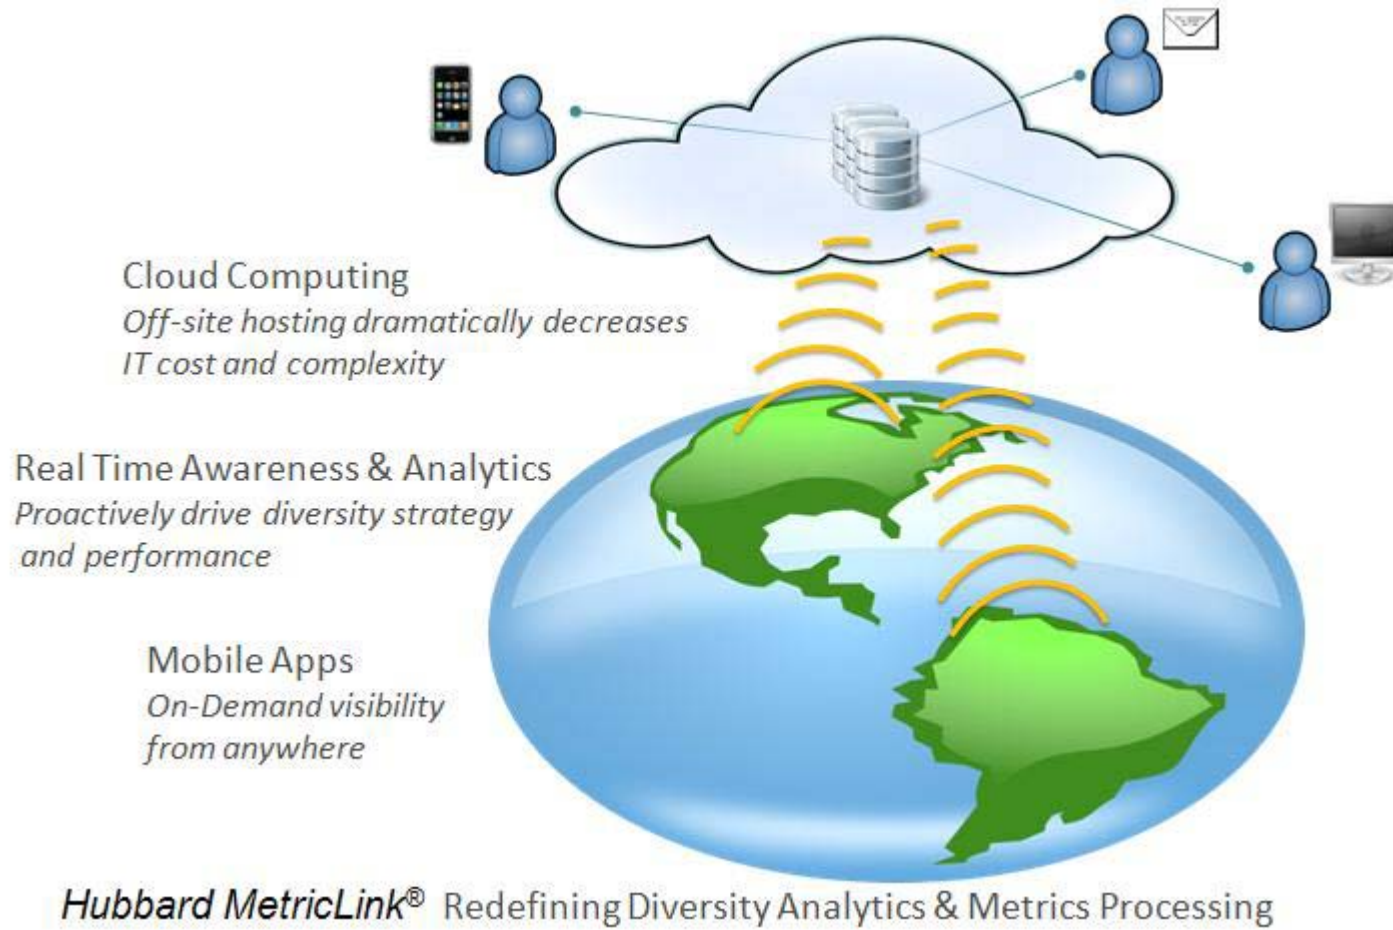 Cloud Computing
Off-site hosting dramatically decreases
IT cost and complexity
Real Time Awareness & Analytics
Proactively drive diversity strategy
and performance
Mobile Apps
On-Demand visibility
from anywhere
Hubbard MetricLink® Redefining Diversity Analytics & Metrics Processing